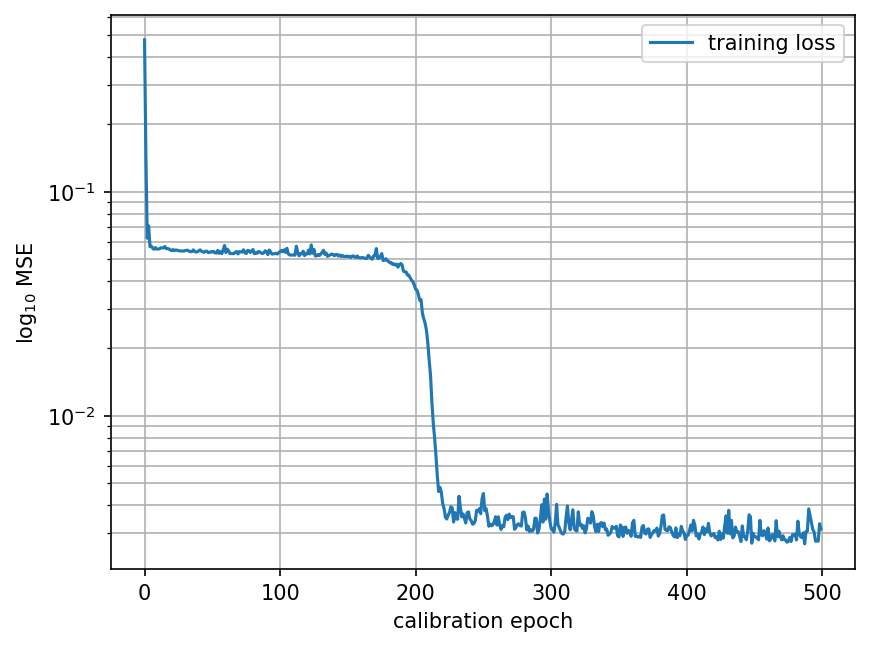 training loss
10⁻¹
10⁻²
log₁₀ MSE
0 100 200 300 400 500
calibration epoch